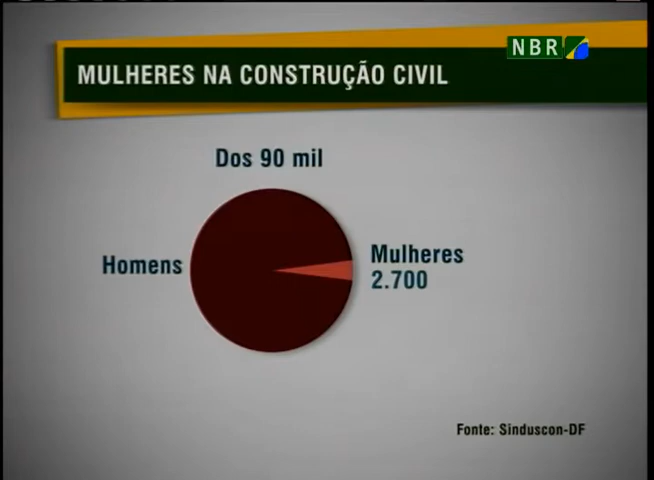 NBR
MULHERES NA CONSTRUÇÃO CIVIL
Dos 90 mil
Homens
Mulheres
2.700
Fonte: Sinduscon-DF